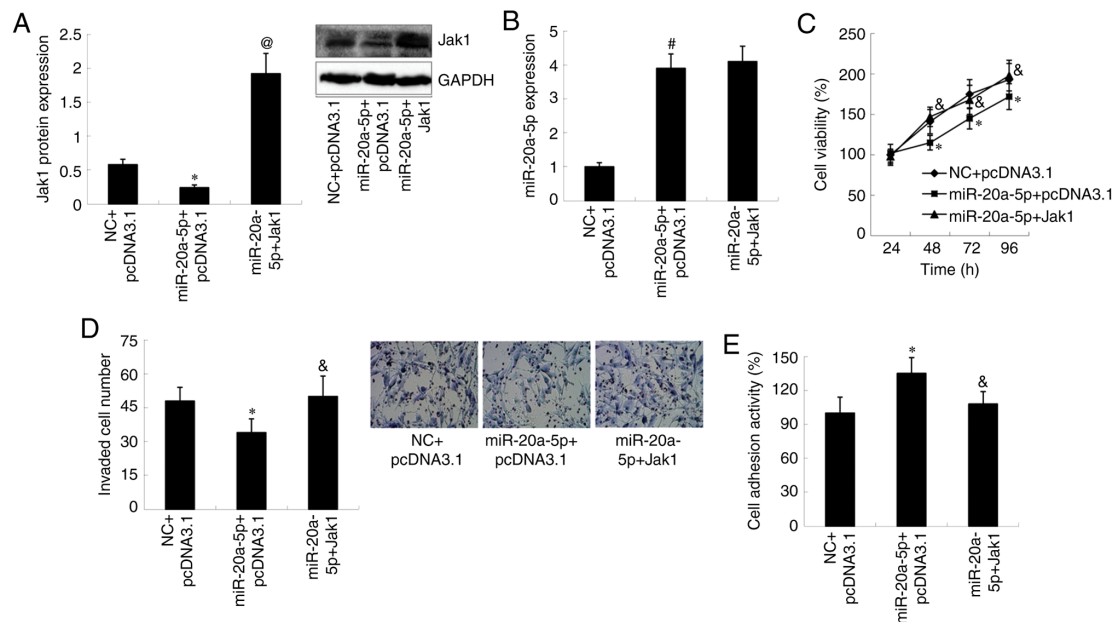 A
Jak1 protein expression
2.5
2
1.5
1
0.5
0
@
*
NC+
pcDNA3.1
miR-20a-5p+
pcDNA3.1
miR-20a-
5p+Jak1
Jak1
GAPDH
NC+pcDNA3.1
miR-20a-5p+
pcDNA3.1
miR-20a-5p+
Jak1
B
miR-20a-5p expression
5
4
3
2
1
0
#
NC+
pcDNA3.1
miR-20a-5p+
pcDNA3.1
miR-20a-
5p+Jak1
C
Cell viability (%)
250
200
150
100
50
0
&
&
&
*
*
*
NC+pcDNA3.1
miR-20a-5p+pcDNA3.1
miR-20a-5p+Jak1
24 48 72 96
Time (h)
D
Invaded cell number
75
60
45
30
15
0
*
&
NC+
pcDNA3.1
miR-20a-5p+
pcDNA3.1
miR-20a-
5p+Jak1
NC+
pcDNA3.1
miR-20a-5p+
pcDNA3.1
miR-20a-
5p+Jak1
E
Cell adhesion activity (%)
150
120
90
60
30
0
*
&
NC+
pcDNA3.1
miR-20a-5p+
pcDNA3.1
miR-20a-
5p+Jak1